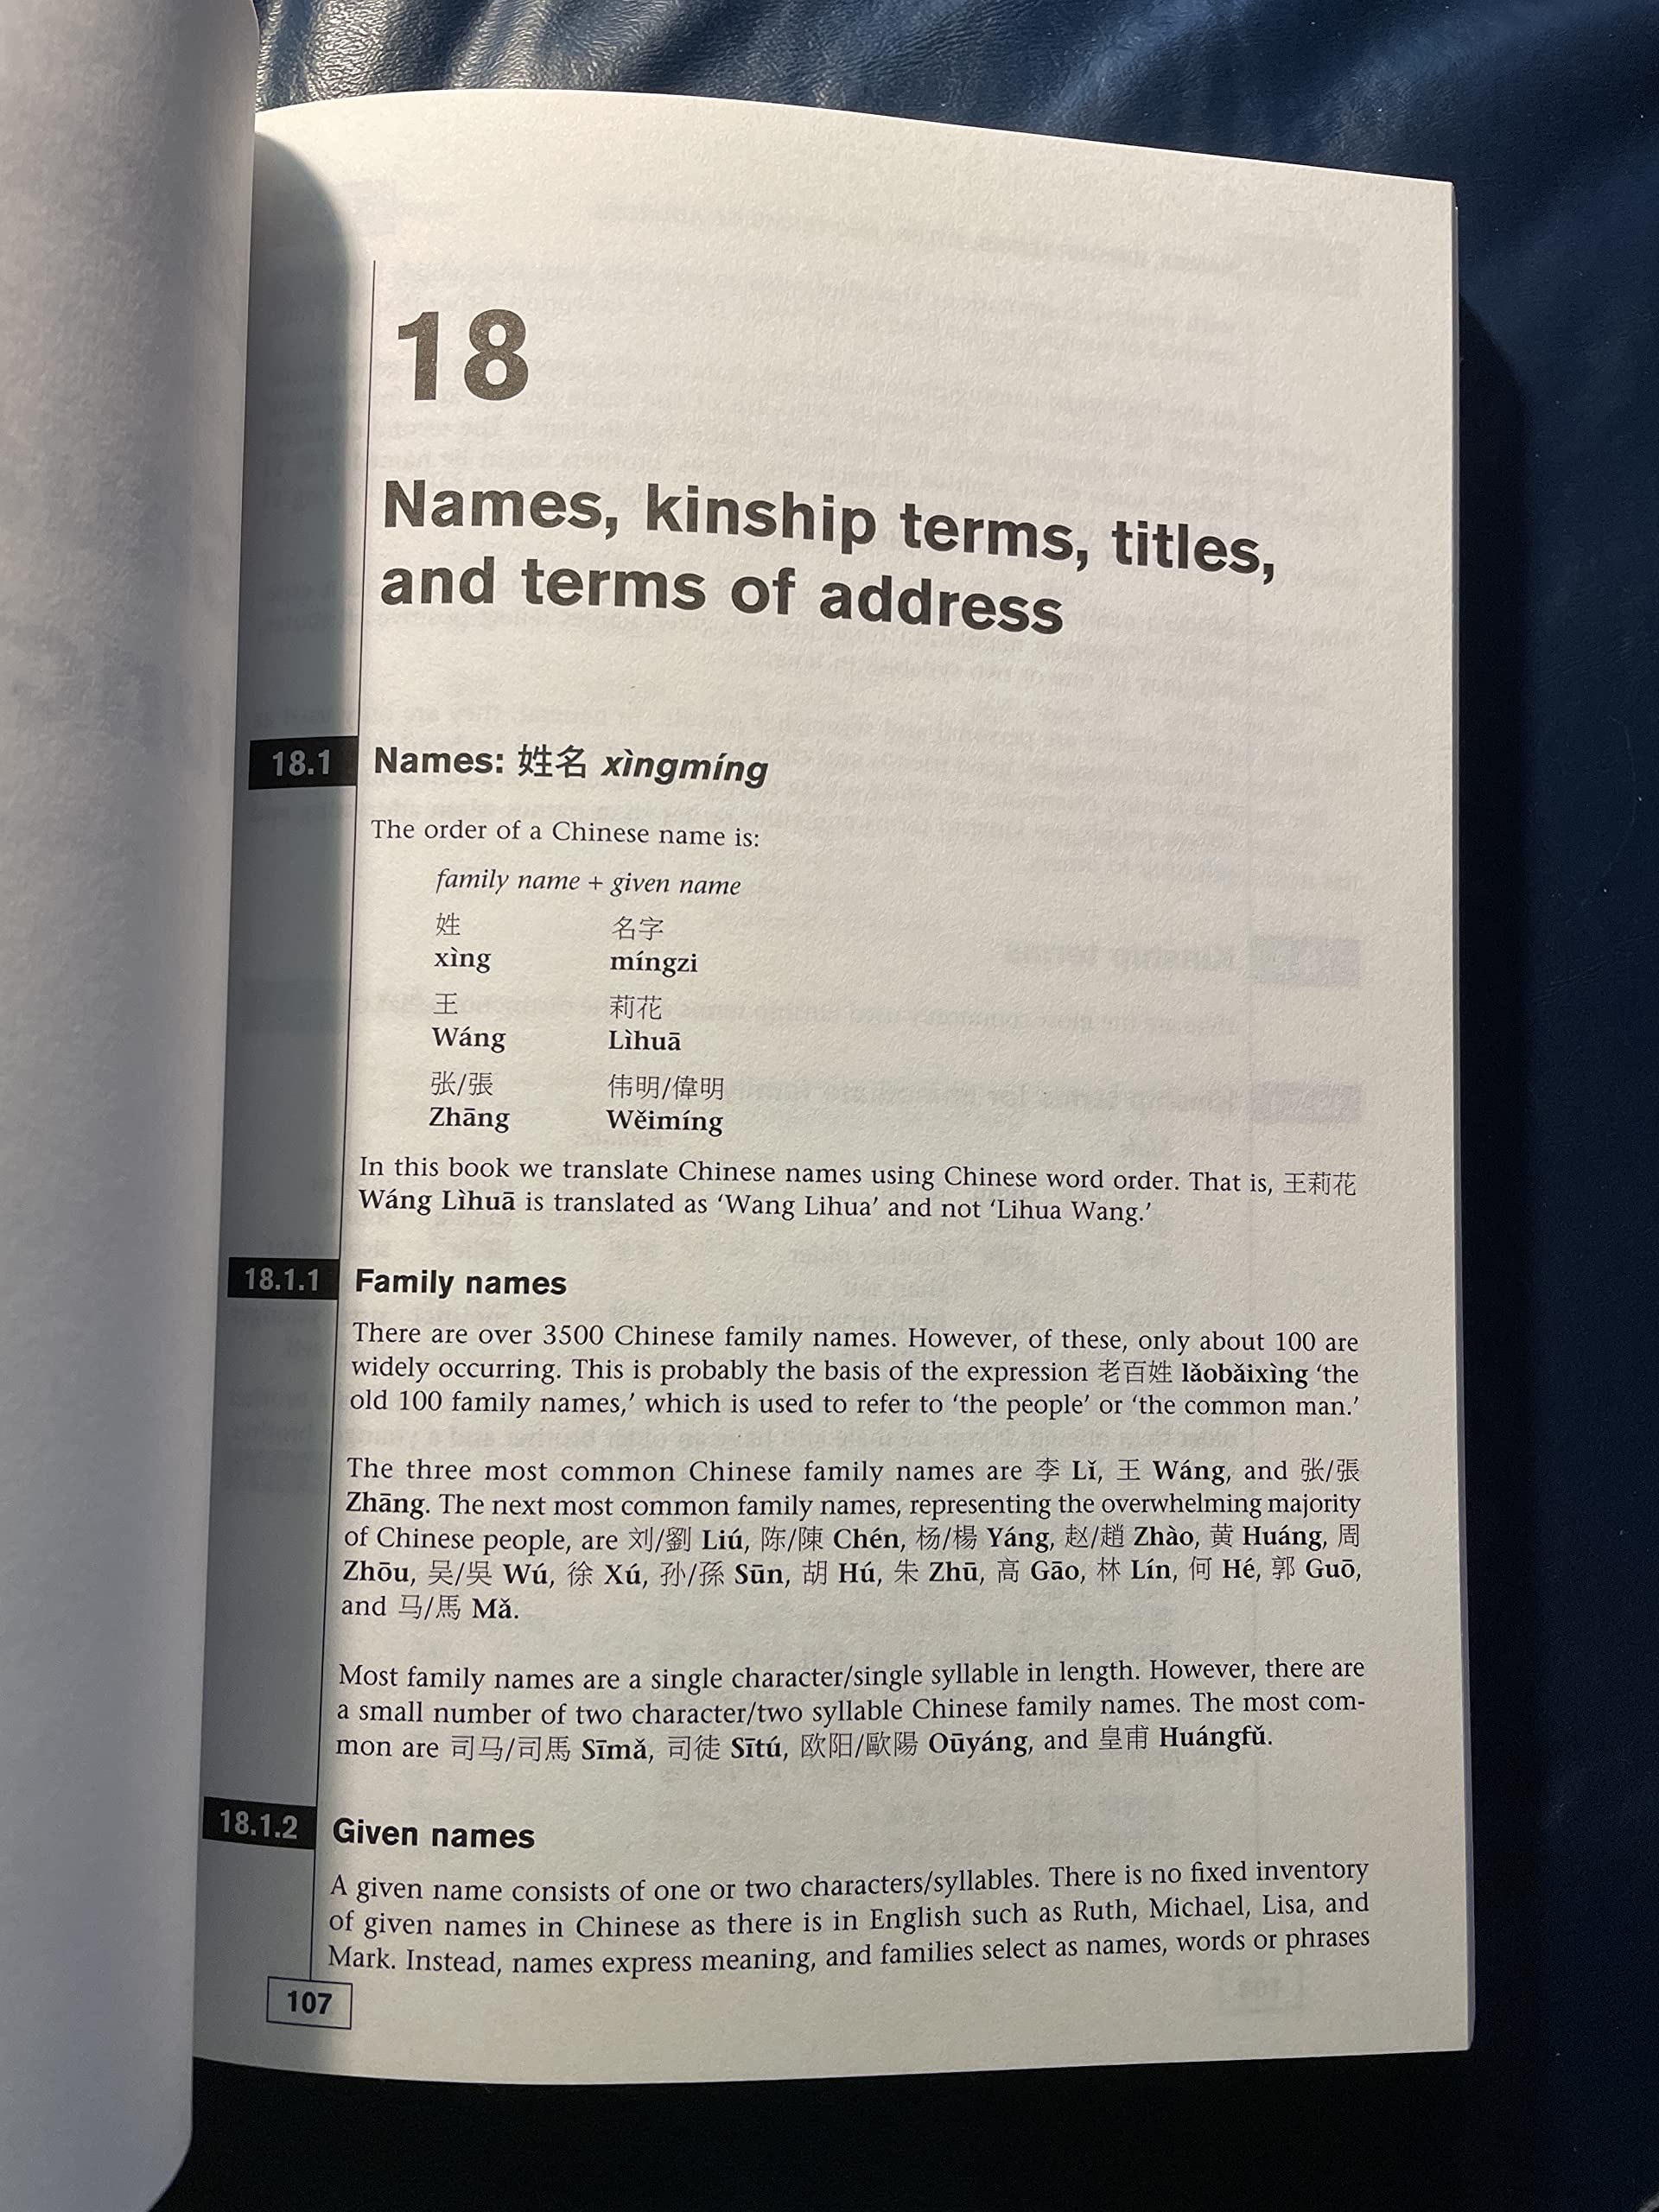 18
Names, kinship terms, titles,
and terms of address
18.1 Names: 姓名 xìngmíng
The order of a Chinese name is:
family name + given name
姓 名字
xìng míngzi
王 莉花
Wáng Lìhuā
张/張 伟明/偉明
Zhāng Wěimíng
In this book we translate Chinese names using Chinese word order. That is, 王莉花
Wáng Lìhuā is translated as ‘Wang Lihua’ and not ‘Lihua Wang.’
18.1.1 Family names
There are over 3500 Chinese family names. However, of these, only about 100 are
widely occurring. This is probably the basis of the expression 老百姓 lǎobǎixìng ‘the
old 100 family names,’ which is used to refer to ‘the people’ or ‘the common man.’
The three most common Chinese family names are 李 Lǐ, 王 Wáng, and 张/張
Zhāng. The next most common family names, representing the overwhelming majority
of Chinese people, are 刘/劉 Liú, 陈/陳 Chén, 杨/楊 Yáng, 赵/趙 Zhào, 黄 Huáng, 周
Zhōu, 吴/吳 Wú, 徐 Xú, 孙/孫 Sūn, 胡 Hú, 朱 Zhū, 高 Gāo, 林 Lín, 何 Hé, 郭 Guō,
and 马/馬 Mǎ.
Most family names are a single character/single syllable in length. However, there are
a small number of two character/two syllable Chinese family names. The most com-
mon are 司马/司馬 Sīmǎ, 司徒 Sītú, 欧阳/歐陽 Oūyáng, and 皇甫 Huángfǔ.
18.1.2 Given names
A given name consists of one or two characters/syllables. There is no fixed inventory
of given names in Chinese as there is in English such as Ruth, Michael, Lisa, and
Mark. Instead, names express meaning, and families select as names, words or phrases
107